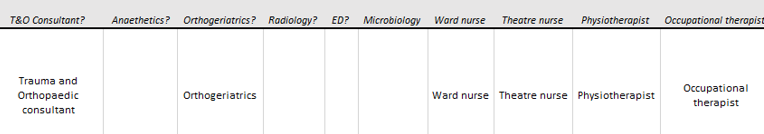 T&O Consultant? Anaethetics? Orthogeriatrics? Radiology? ED? Microbiology Ward nurse Theatre nurse Physiotherapist Occupational therapist
Trauma and
Orthopaedic
consultant
Orthogeriatrics
Ward nurse
Theatre nurse
Physiotherapist
Occupational
therapist